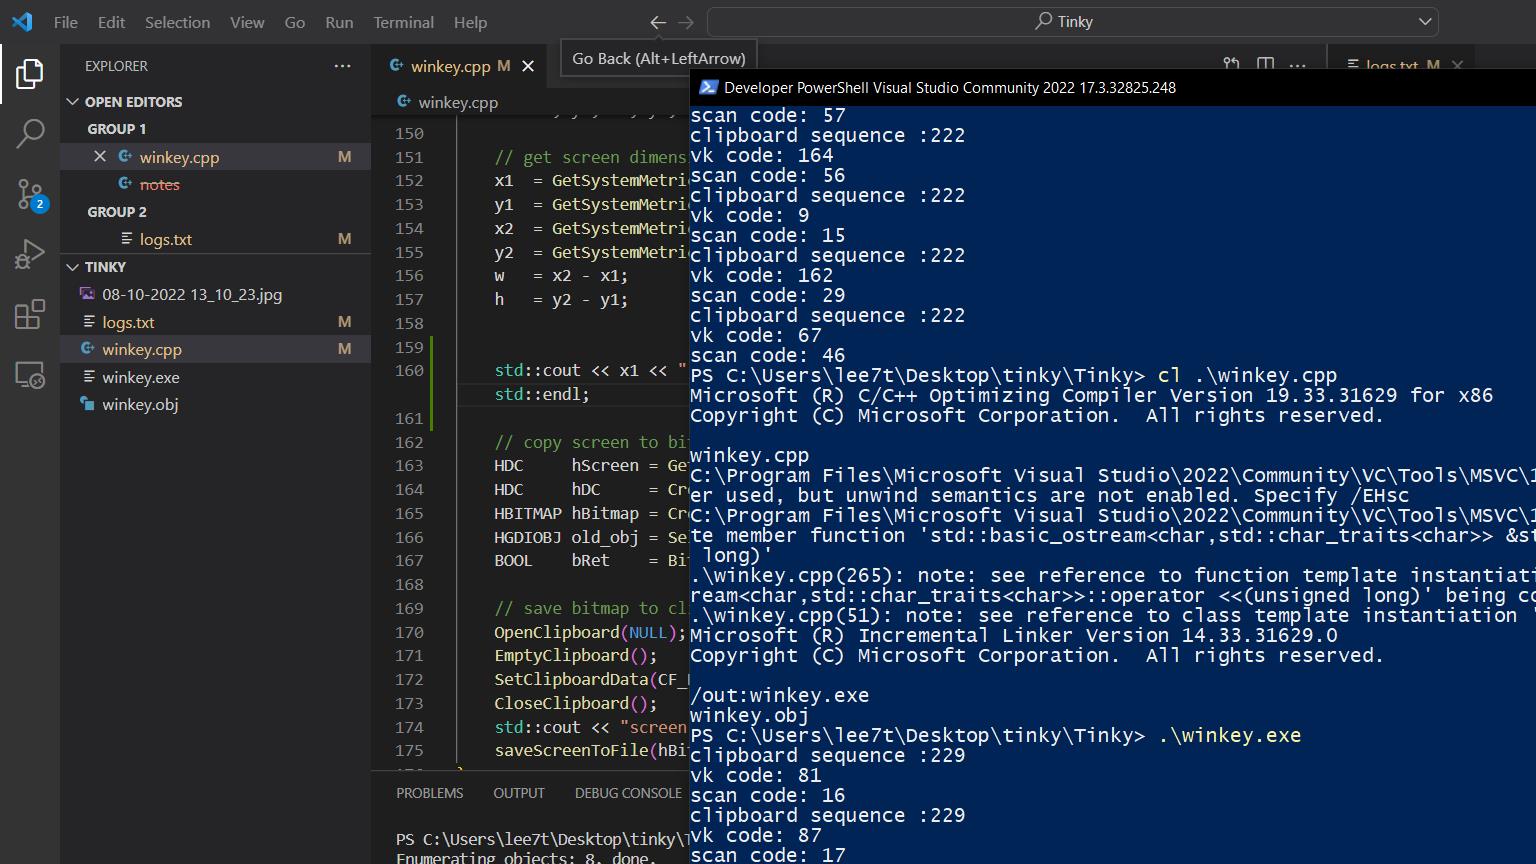 File Edit Selection View Go Run Terminal Help
Tinky
Go Back (Alt+LeftArrow)
EXPLORER
OPEN EDITORS
GROUP 1
winkey.cpp M
notes
GROUP 2
logs.txt M
TINKY
08-10-2022 13_10_23.jpg
logs.txt M
winkey.cpp M
winkey.exe
winkey.obj
2
winkey.cpp M
logs.txt M
winkey.cpp
150
151 // get screen dimens
152 x1 = GetSystemMetri
153 y1 = GetSystemMetri
154 x2 = GetSystemMetri
155 y2 = GetSystemMetri
156 w = x2 - x1;
157 h = y2 - y1;
158
159
160 std::cout << x1 << "
std::endl;
161
162 // copy screen to bi
163 HDC hScreen = Ge
164 HDC hDC = Cr
165 HBITMAP hBitmap = Cr
166 HGDIOBJ old_obj = Se
167 BOOL bRet = Bi
168
169 // save bitmap to cl
170 OpenClipboard(NULL);
171 EmptyClipboard();
172 SetClipboardData(CF_
173 CloseClipboard();
174 std::cout << "screen
175 saveScreenToFile(hBi
PROBLEMS OUTPUT DEBUG CONSOLE
PS C:\Users\lee7t\Desktop\tinky\T
Enumerating objects: 8, done.
Developer PowerShell Visual Studio Community 2022 17.3.32825.248
scan code: 57
clipboard sequence :222
vk code: 164
scan code: 56
clipboard sequence :222
vk code: 9
scan code: 15
clipboard sequence :222
vk code: 162
scan code: 29
clipboard sequence :222
vk code: 67
scan code: 46
PS C:\Users\lee7t\Desktop\tinky\Tinky> cl .\winkey.cpp
Microsoft (R) C/C++ Optimizing Compiler Version 19.33.31629 for x86
Copyright (C) Microsoft Corporation. All rights reserved.
winkey.cpp
C:\Program Files\Microsoft Visual Studio\2022\Community\VC\Tools\MSVC\1
er used, but unwind semantics are not enabled. Specify /EHsc
C:\Program Files\Microsoft Visual Studio\2022\Community\VC\Tools\MSVC\1
te member function 'std::basic_ostream<char,std::char_traits<char>> &st
long)'
.\winkey.cpp(265): note: see reference to function template instantiati
ream<char,std::char_traits<char>>::operator <<(unsigned long)' being co
.\winkey.cpp(51): note: see reference to class template instantiation '
Microsoft (R) Incremental Linker Version 14.33.31629.0
Copyright (C) Microsoft Corporation. All rights reserved.
/out:winkey.exe
winkey.obj
PS C:\Users\lee7t\Desktop\tinky\Tinky> .\winkey.exe
clipboard sequence :229
vk code: 81
scan code: 16
clipboard sequence :229
vk code: 87
scan code: 17